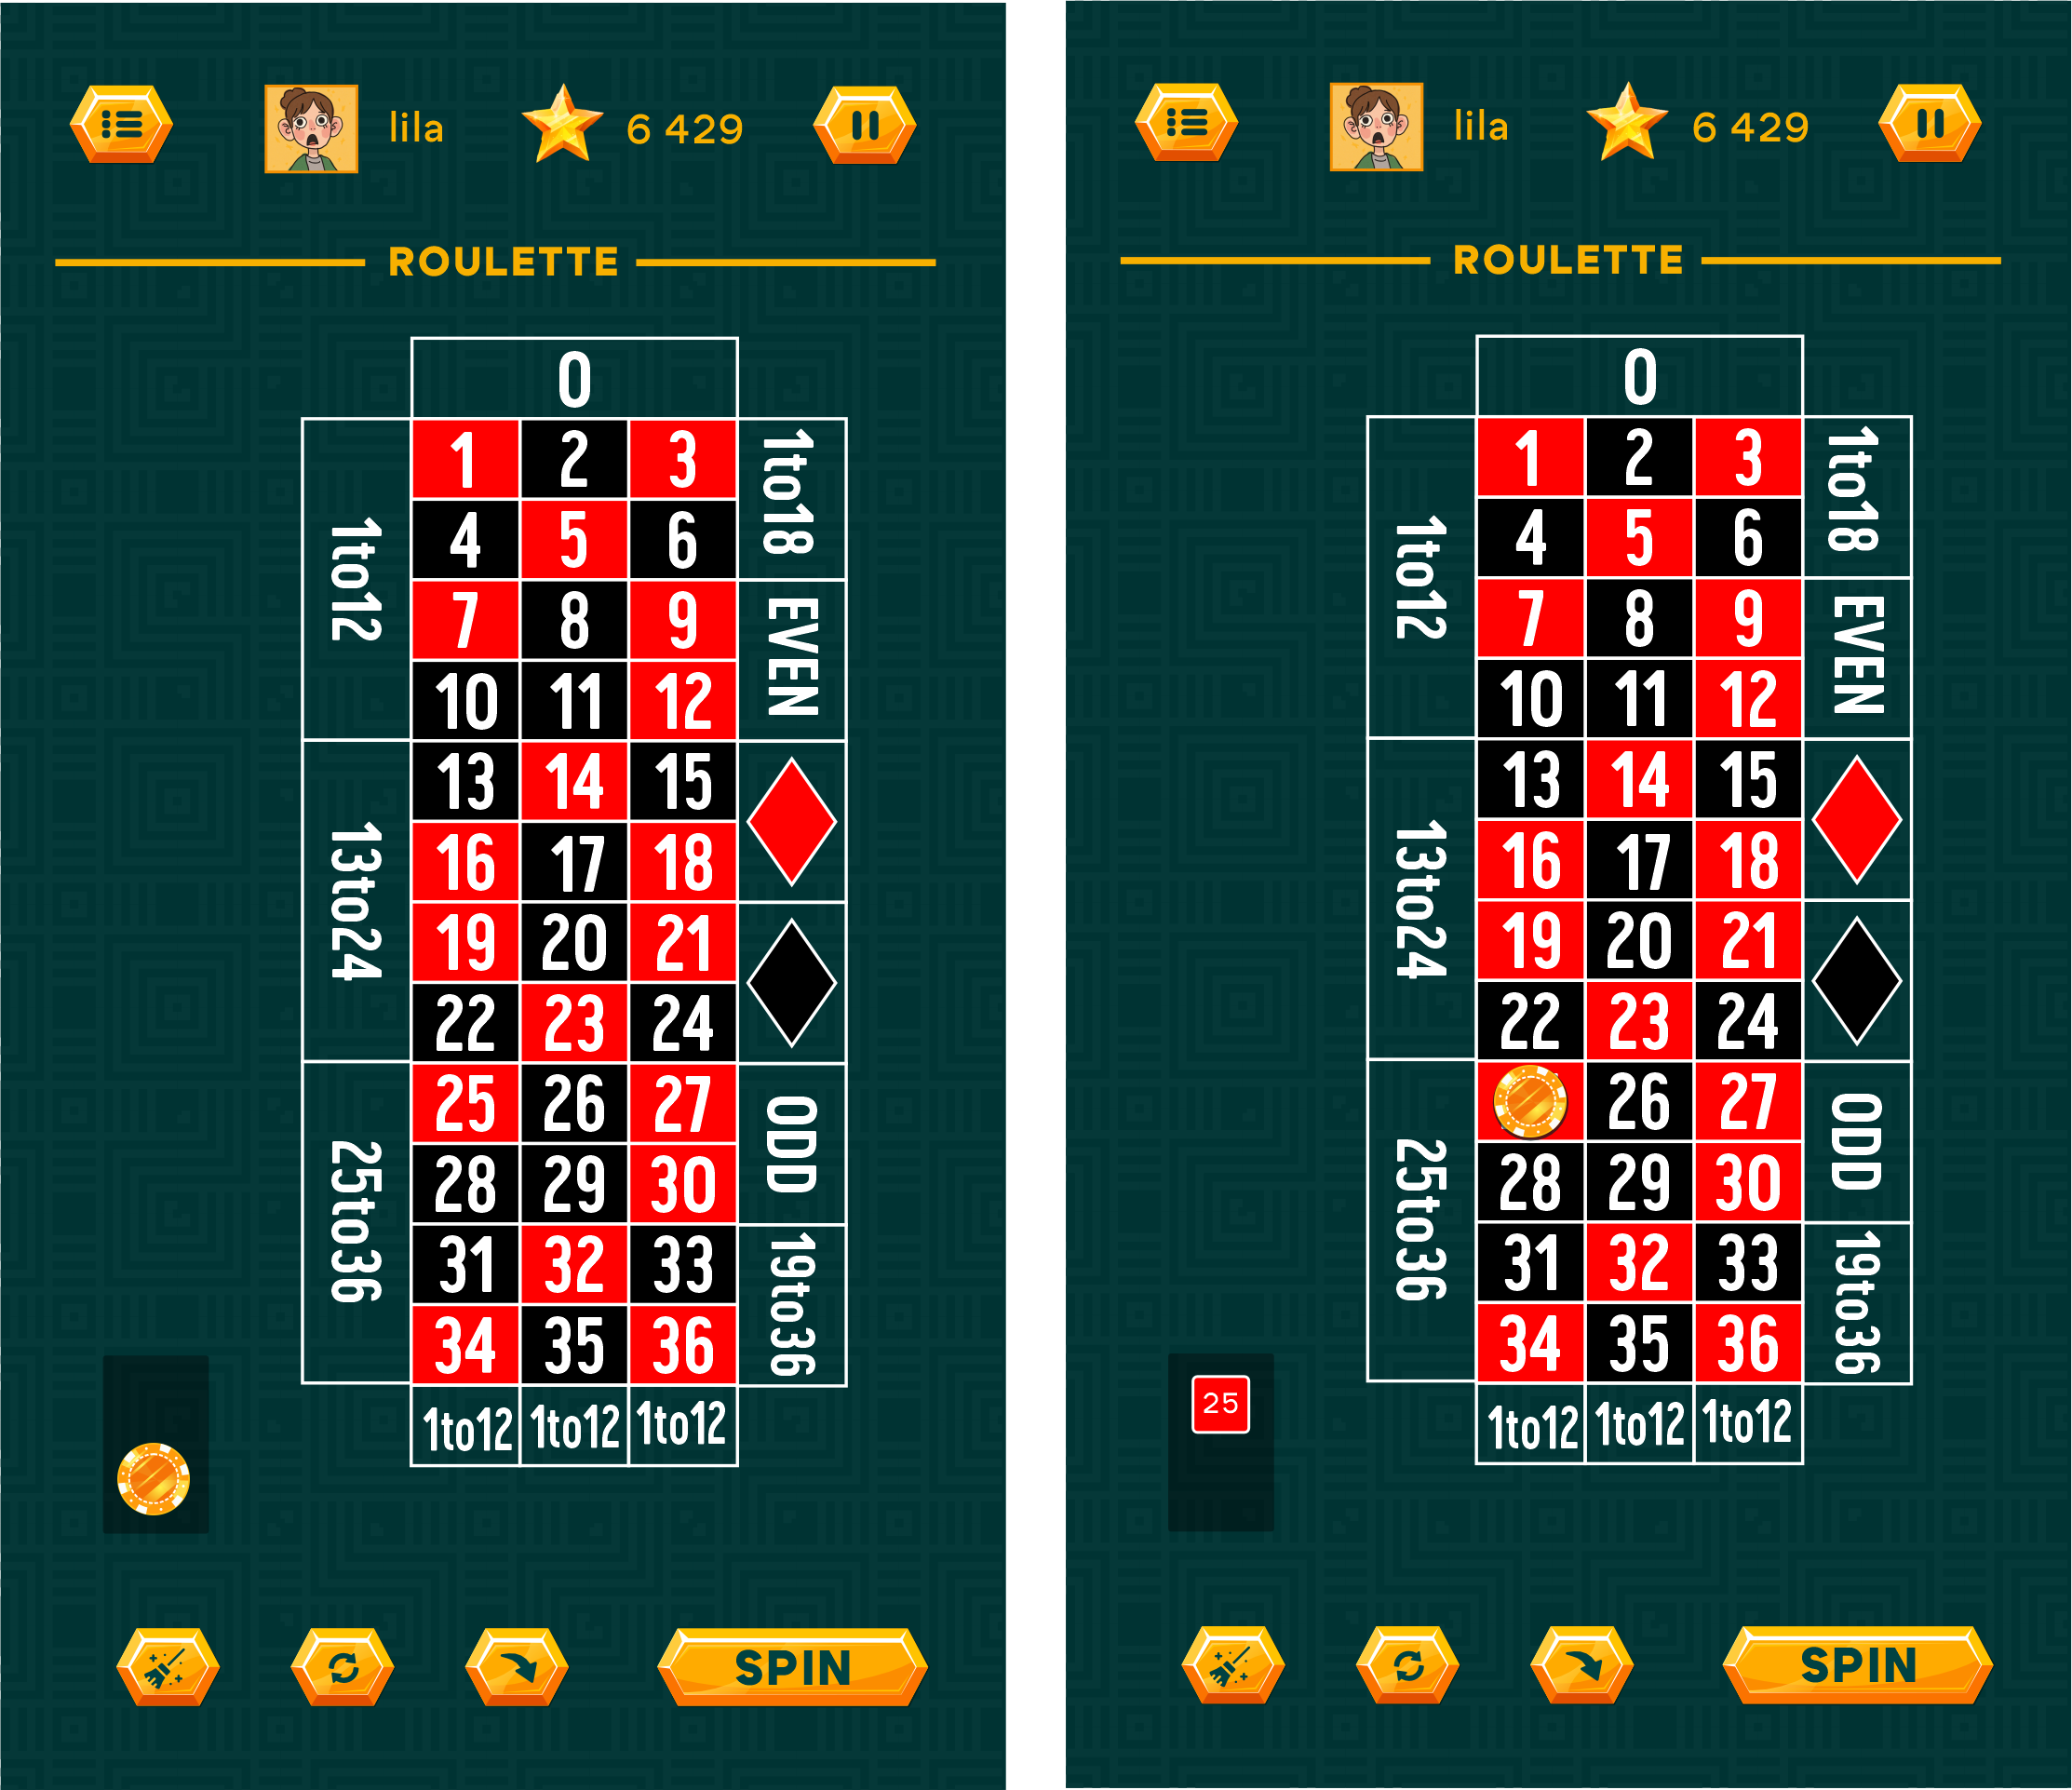 lila 6 429
ROULETTE
0
1 2 3
4 5 6
7 8 9
10 11 12
13 14 15
16 17 18
19 20 21
22 23 24
25 26 27
28 29 30
31 32 33
34 35 36
1to12 1to12 1to12
1to12
13to24
25to36
1to18
EVEN
ODD
19to36
SPIN
lila 6 429
ROULETTE
0
1 2 3
4 5 6
7 8 9
10 11 12
13 14 15
16 17 18
19 20 21
22 23 24
26 27
28 29 30
31 32 33
34 35 36
1to12 1to12 1to12
1to12
13to24
25to36
1to18
EVEN
ODD
19to36
25
SPIN